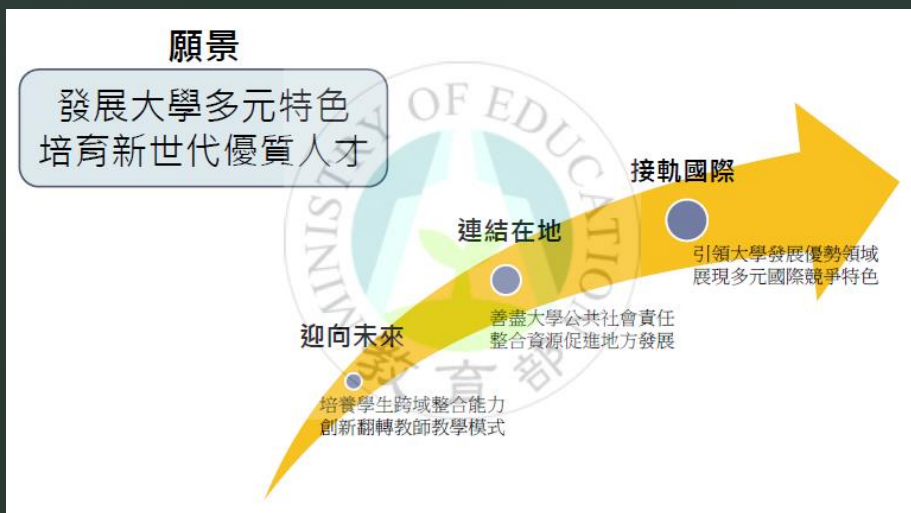 願景
發展大學多元特色
培育新世代優質人才
接軌國際
引領大學發展優勢領域
展現多元國際競爭特色
連結在地
善盡大學公共社會責任
整合資源促進地方發展
迎向未來
培養學生跨域整合能力
創新翻轉教師教學模式
MINISTRY OF EDUCATION
教育部